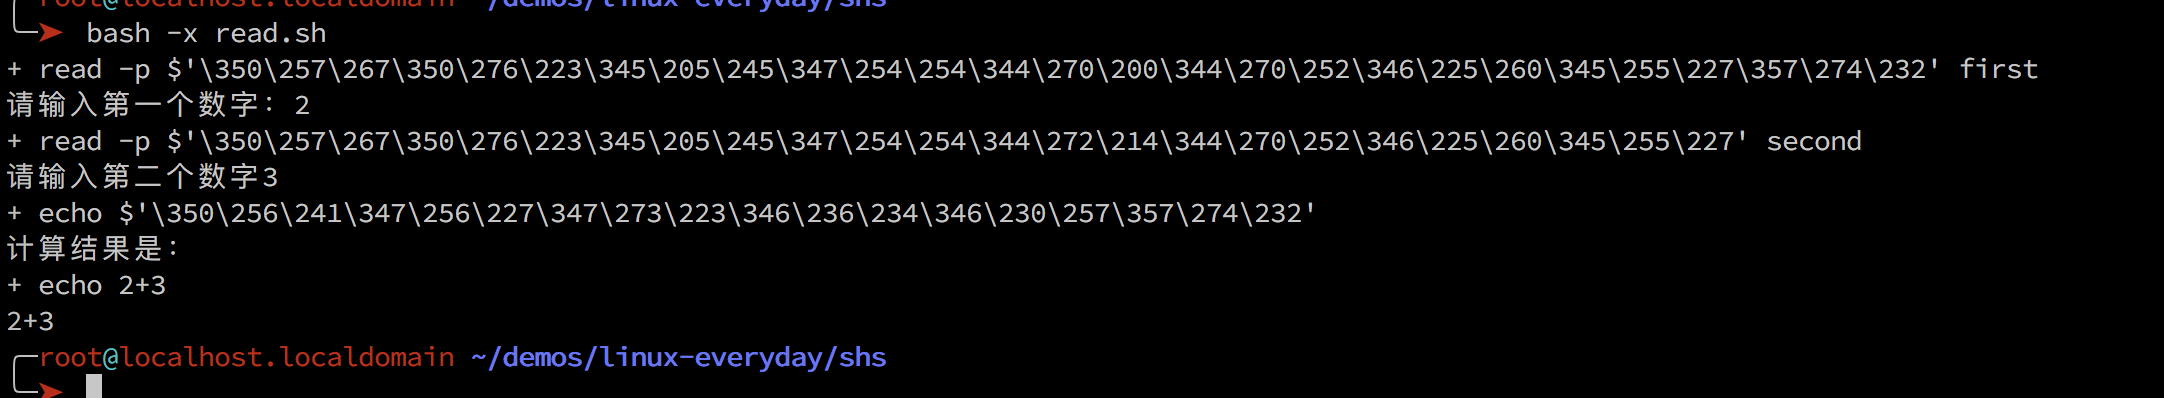 root@localhost.localdomain ~/demos/linux-everyday/shs
bash -x read.sh
+ read -p $'\350\257\267\350\276\223\345\205\245\347\254\254\344\270\200\344\270\252\346\225\260\345\255\227\357\274\232' first
请输入第一个数字：2
+ read -p $'\350\257\267\350\276\223\345\205\245\347\254\254\344\272\214\344\270\252\346\225\260\345\255\227' second
请输入第二个数字3
+ echo $'\350\256\241\347\256\227\347\273\223\346\236\234\346\230\257\357\274\232'
计算结果是：
+ echo 2+3
2+3
root@localhost.localdomain ~/demos/linux-everyday/shs